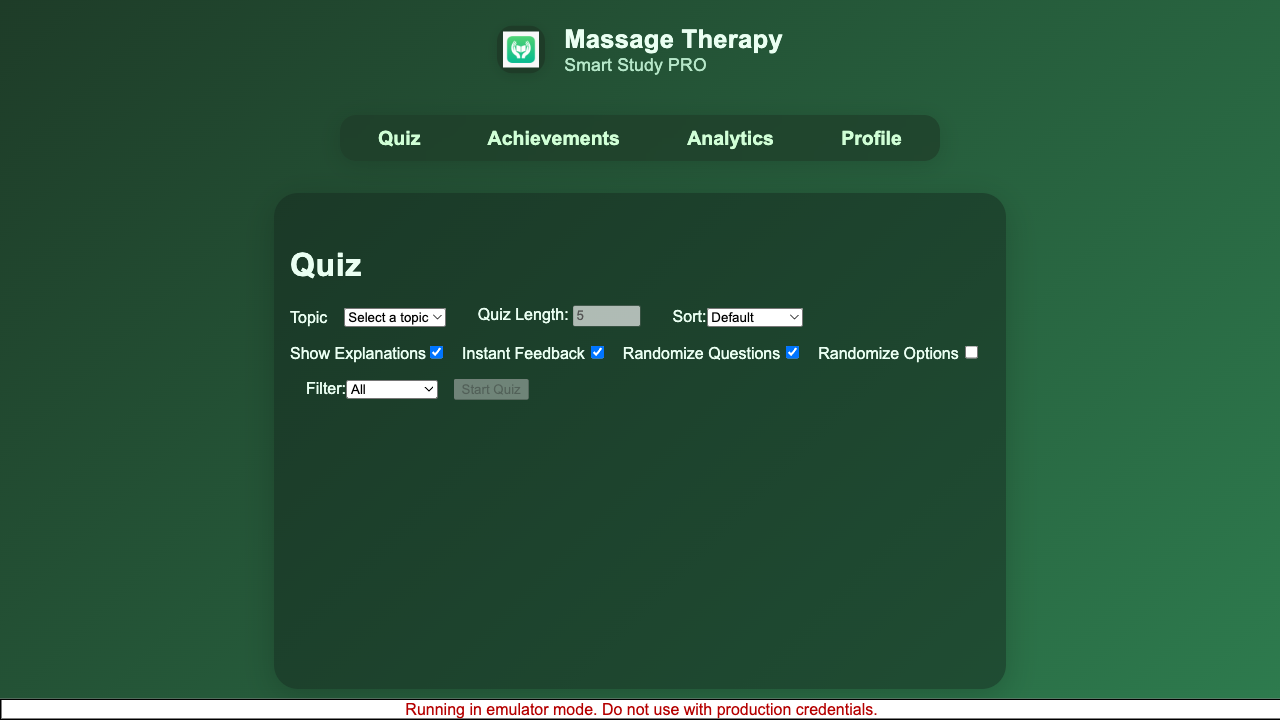 Massage Therapy
Smart Study PRO
Quiz Achievements Analytics Profile
Quiz
Topic Select a topic Quiz Length: 5 Sort: Default
Show Explanations Instant Feedback Randomize Questions Randomize Options
Filter: All Start Quiz
Running in emulator mode. Do not use with production credentials.